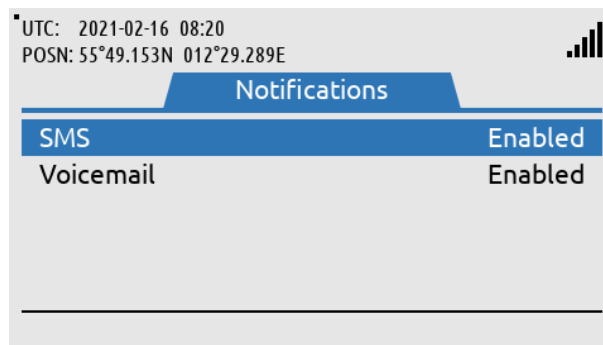 UTC: 2021-02-16 08:20
POSN: 55°49.153N 012°29.289E
Notifications
SMS Enabled
Voicemail Enabled